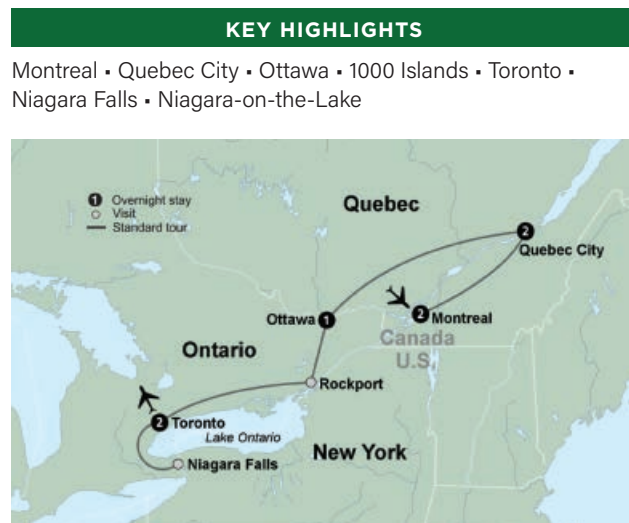 KEY HIGHLIGHTS
Montreal ▪ Quebec City ▪ Ottawa ▪ 1000 Islands ▪ Toronto ▪
Niagara Falls ▪ Niagara-on-the-Lake
1 Overnight stay
Visit
Standard tour
Quebec
2
Quebec City
Ottawa 1
2 Montreal
Canada
U.S.
Ontario
Rockport
2 Toronto
Lake Ontario
New York
Niagara Falls